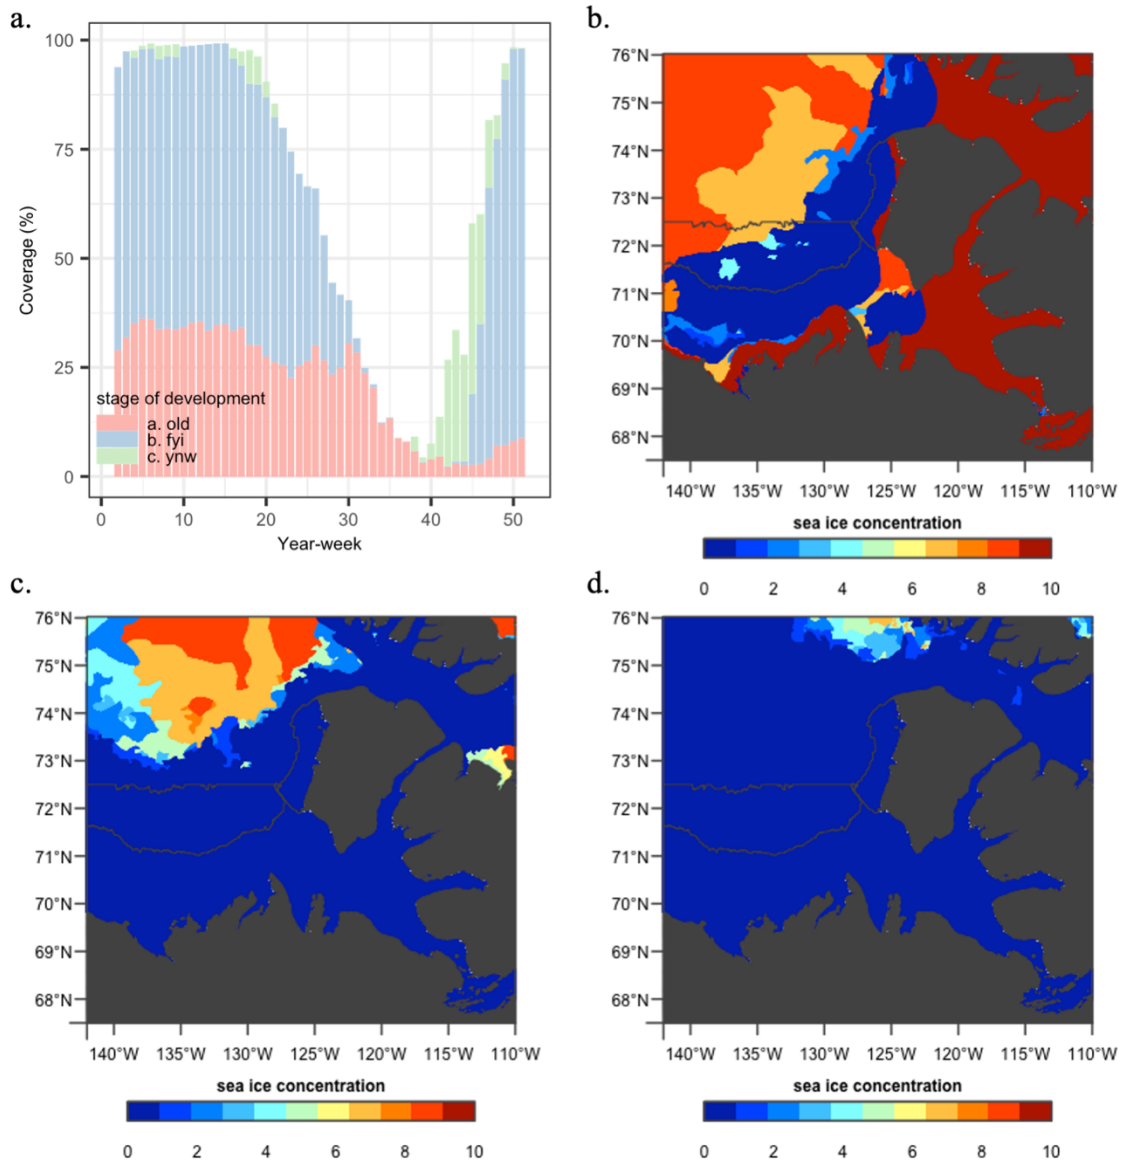 a.
100
75
50
25
0
Coverage (%)
stage of development
a. old
b. fyi
c. ynw
0 10 20 30 40 50
Year-week
b.
76°N
75°N
74°N
73°N
72°N
71°N
70°N
69°N
68°N
140°W 135°W 130°W 125°W 120°W 115°W 110°W
sea ice concentration
0 2 4 6 8 10
c.
76°N
75°N
74°N
73°N
72°N
71°N
70°N
69°N
68°N
140°W 135°W 130°W 125°W 120°W 115°W 110°W
sea ice concentration
0 2 4 6 8 10
d.
76°N
75°N
74°N
73°N
72°N
71°N
70°N
69°N
68°N
140°W 135°W 130°W 125°W 120°W 115°W 110°W
sea ice concentration
0 2 4 6 8 10